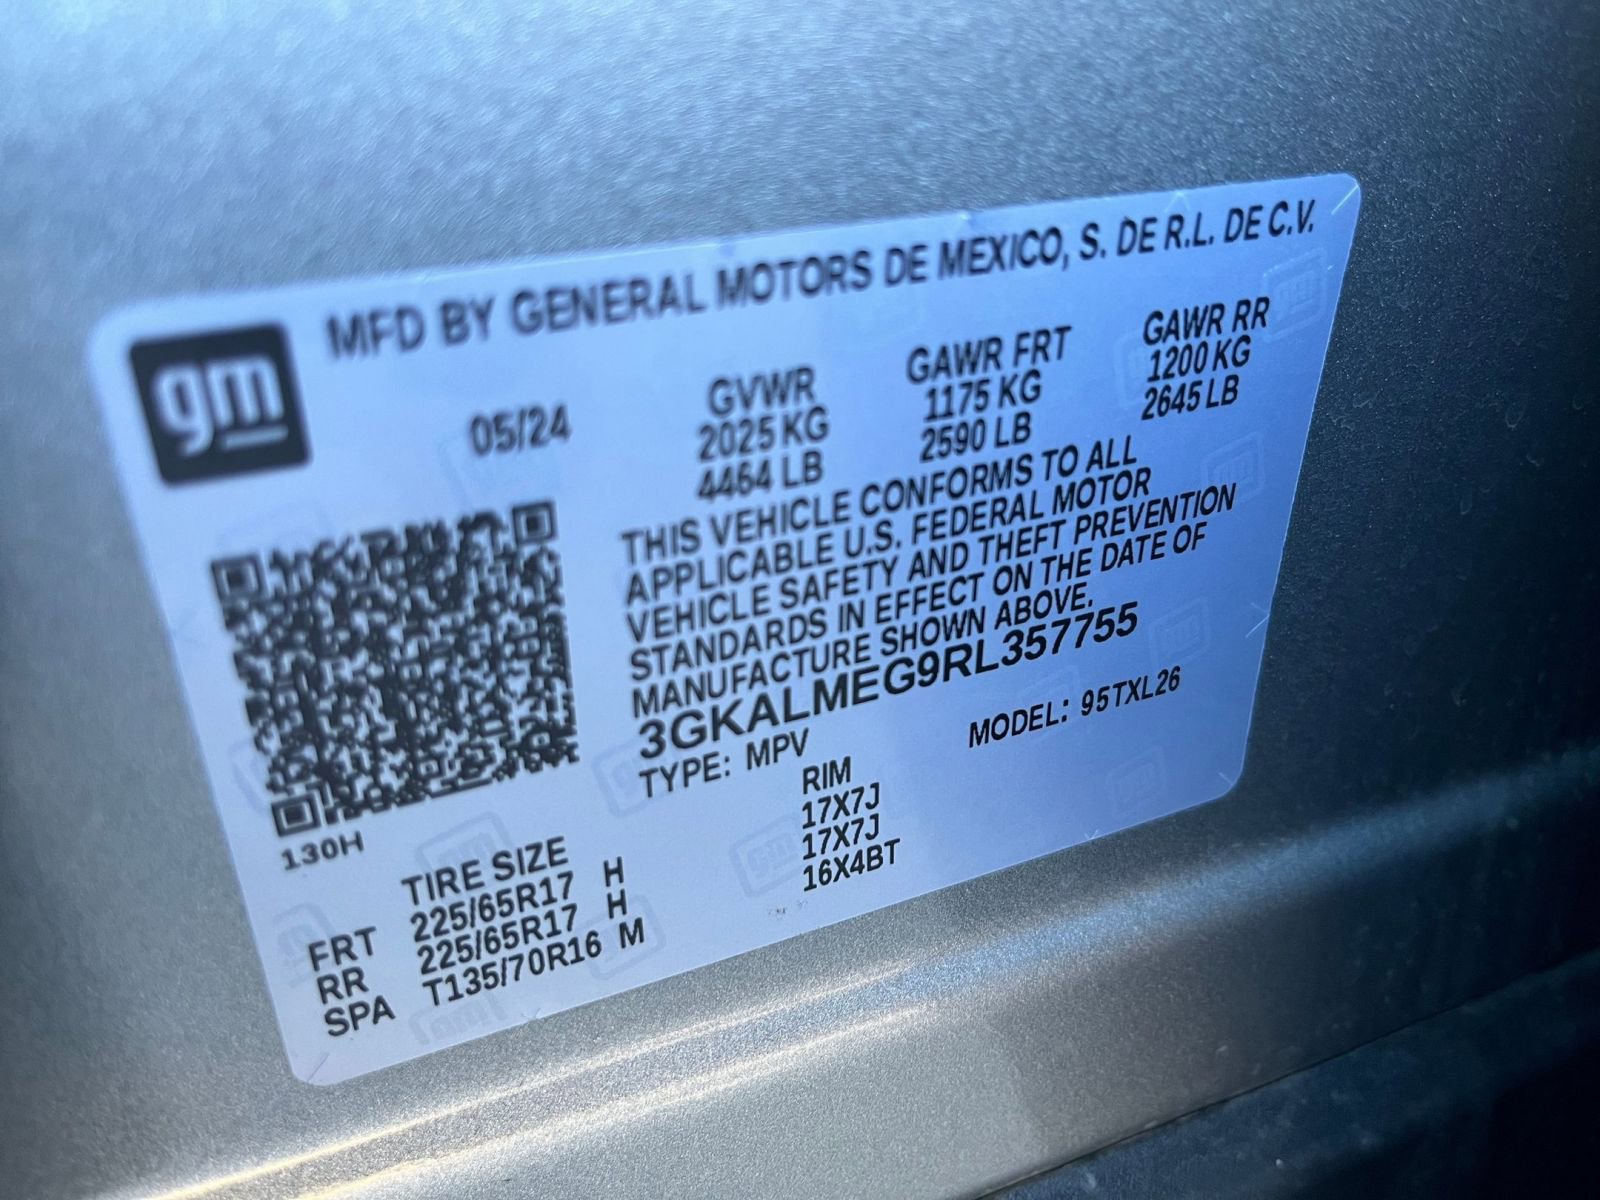 MFD BY GENERAL MOTORS DE MEXICO, S. DE R.L. DE C.V.
gm
05/24
GVWR GAWR FRT GAWR RR
2025 KG 1175 KG 1200 KG
4464 LB 2590 LB 2645 LB
THIS VEHICLE CONFORMS TO ALL
APPLICABLE U.S. FEDERAL MOTOR
VEHICLE SAFETY AND THEFT PREVENTION
STANDARDS IN EFFECT ON THE DATE OF
MANUFACTURE SHOWN ABOVE.
3GKALMEG9RL357755
TYPE: MPV MODEL: 95TXL26
130H
TIRE SIZE RIM
FRT 225/65R17 H 17X7J
RR 225/65R17 H 17X7J
SPA T135/70R16 M 16X4BT